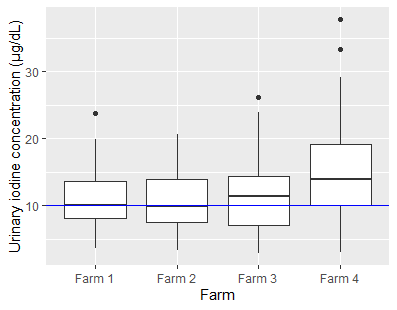 Urinary iodine concentration (µg/dL)
30
20
10
Farm 1 Farm 2 Farm 3 Farm 4
Farm